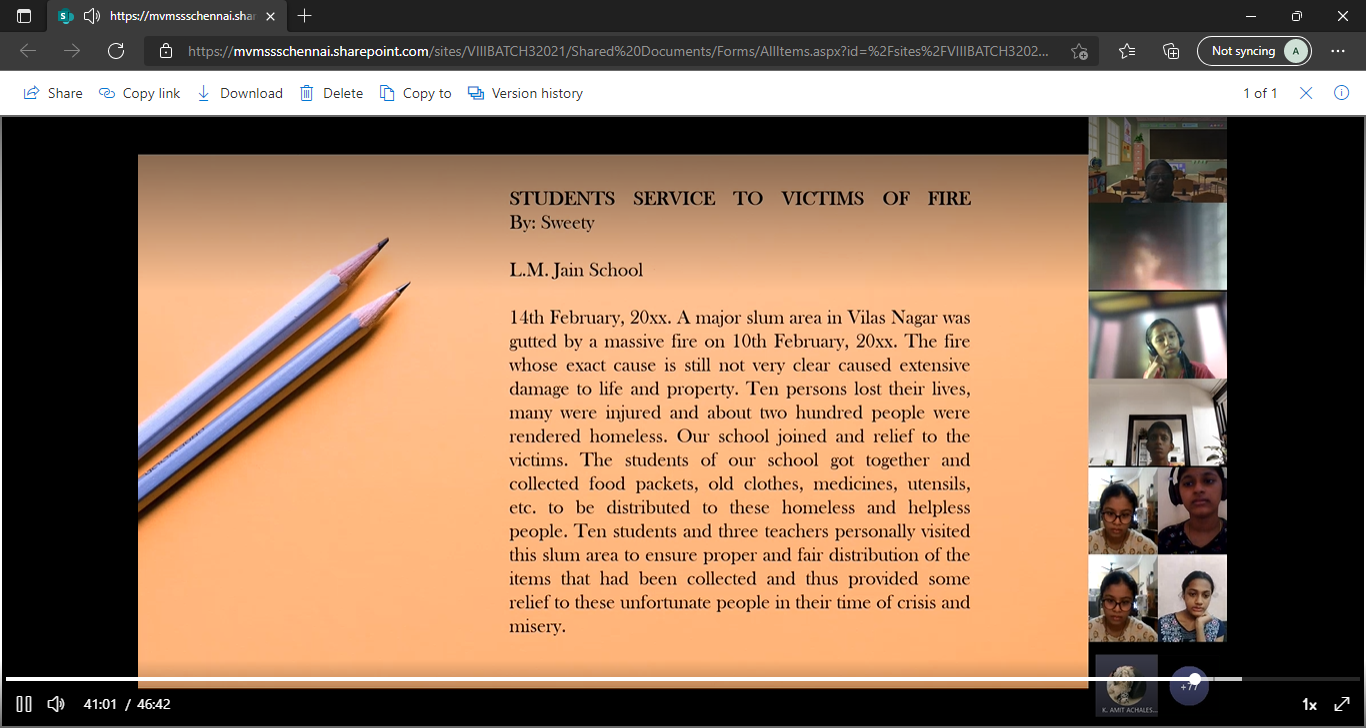 https://mvmssschennai.shar
https://mvmssschennai.sharepoint.com/sites/VIIIBATCH32021/Shared%20Documents/Forms/AllItems.aspx?id=%2Fsites%2FVIIIBATCH3202...
Not syncing
A
Share
Copy link
Download
Delete
Copy to
Version history
1 of 1
STUDENTS SERVICE TO VICTIMS OF FIRE
By: Sweety
L.M. Jain School
14th February, 20xx. A major slum area in Vilas Nagar was
gutted by a massive fire on 10th February, 20xx. The fire
whose exact cause is still not very clear caused extensive
damage to life and property. Ten persons lost their lives,
many were injured and about two hundred people were
rendered homeless. Our school joined and relief to the
victims. The students of our school got together and
collected food packets, old clothes, medicines, utensils,
etc. to be distributed to these homeless and helpless
people. Ten students and three teachers personally visited
this slum area to ensure proper and fair distribution of the
items that had been collected and thus provided some
relief to these unfortunate people in their time of crisis and
misery.
+77
K. AMIT ACHALES...
41:01 / 46:42
1x